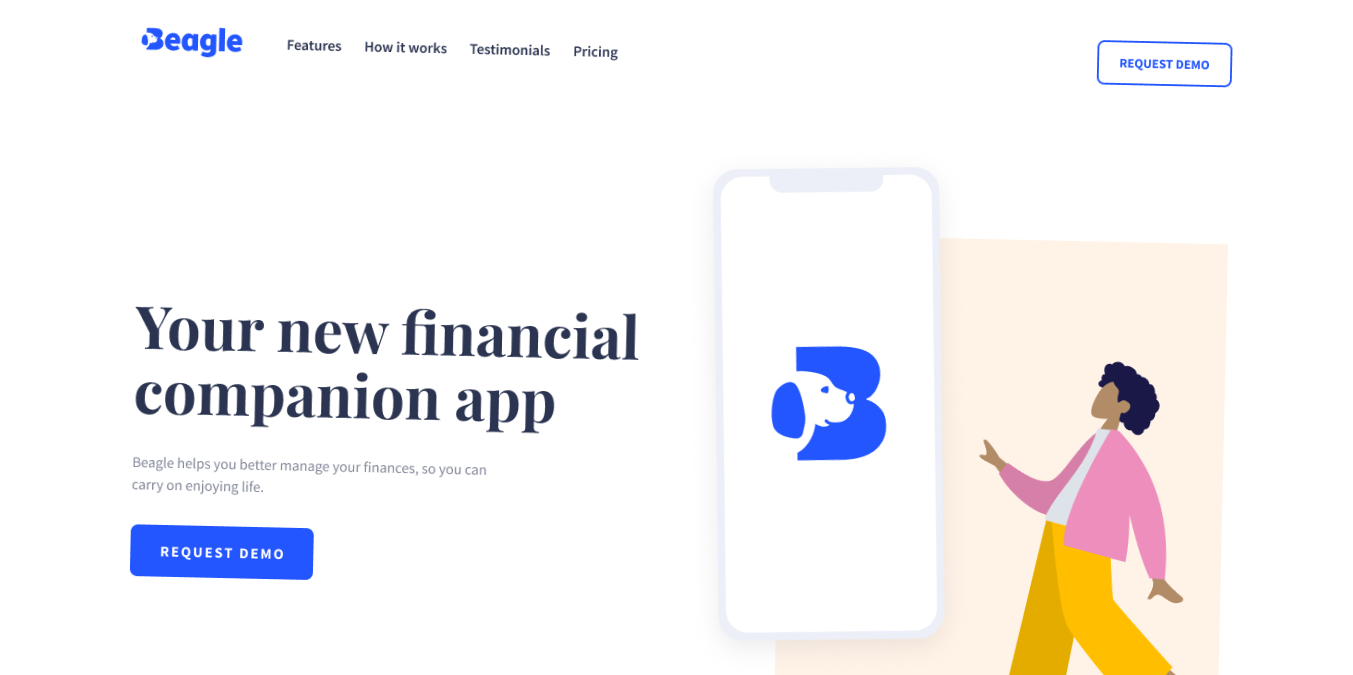 Beagle
Features How it works Testimonials Pricing
REQUEST DEMO
Your new financial
companion app
Beagle helps you better manage your finances, so you can
carry on enjoying life.
REQUEST DEMO